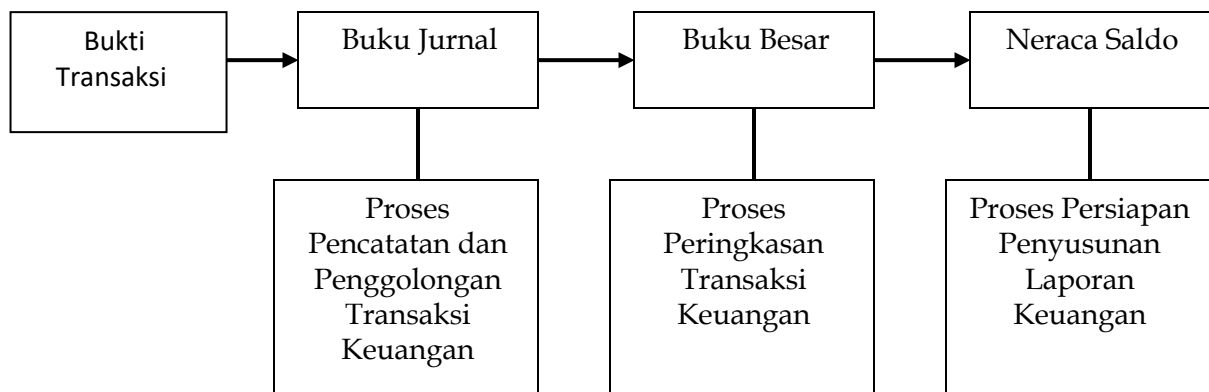 Bukti
Transaksi
Buku Jurnal
Buku Besar
Neraca Saldo
Proses
Pencatatan dan
Penggolongan
Transaksi
Keuangan
Proses
Peringkasan
Transaksi
Keuangan
Proses Persiapan
Penyusunan
Laporan
Keuangan